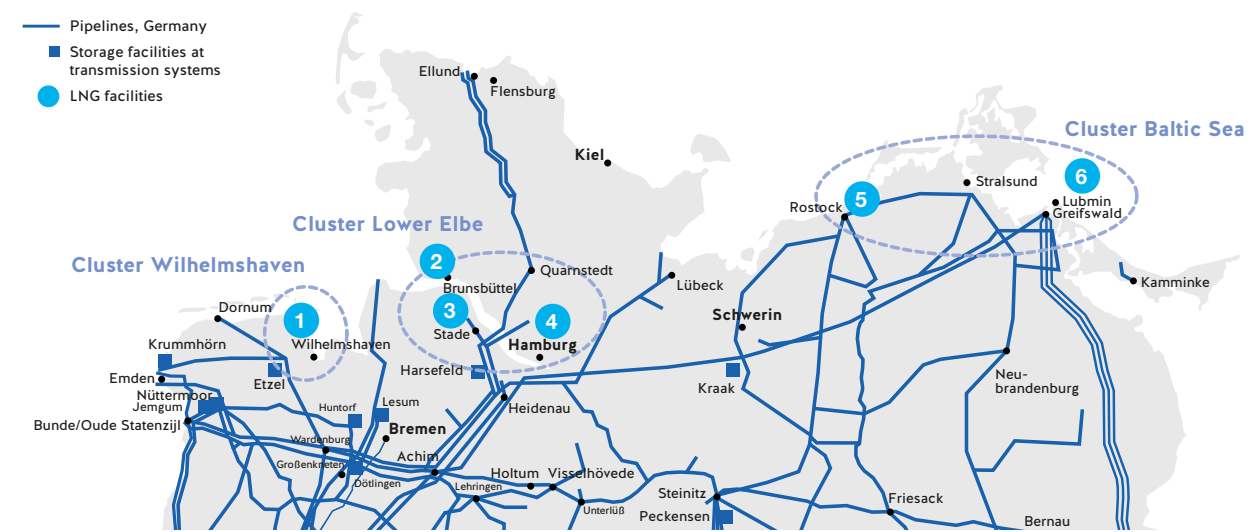 Pipelines, Germany
Storage facilities at
transmission systems
LNG facilities
Ellund
Flensburg
Kiel
Cluster Baltic Sea
6
Stralsund
5
Lubmin
Rostock
Greifswald
Cluster Lower Elbe
Cluster Wilhelmshaven
2
Quarnstedt
Brunsbüttel
Lübeck
Kamminke
Dornum
1
3
4
Schwerin
Stade
Krummhörn
Wilhelmshaven
Hamburg
Harsefeld
Emden
Etzel
Kraak
Neu-
brandenburg
Nüttermoor
Jemgum
Huntorf
Lesum
Heidenau
Bunde/Oude Statenzijl
Bremen
Wardenburg
Achim
Großenkneten
Dötlingen
Holtum
Visselhövede
Lehringen
Steinitz
Friesack
Unterlüß
Peckensen
Bernau